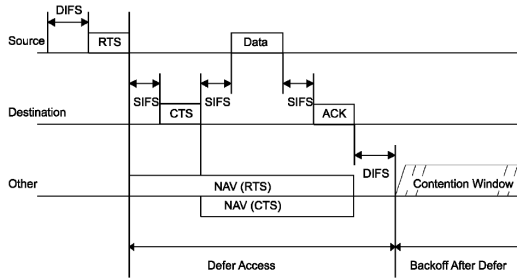 DIFS
Source
RTS
Data
SIFS
SIFS
SIFS
Destination
CTS
ACK
DIFS
Other
NAV (RTS)
Contention Window
NAV (CTS)
Defer Access
Backoff After Defer